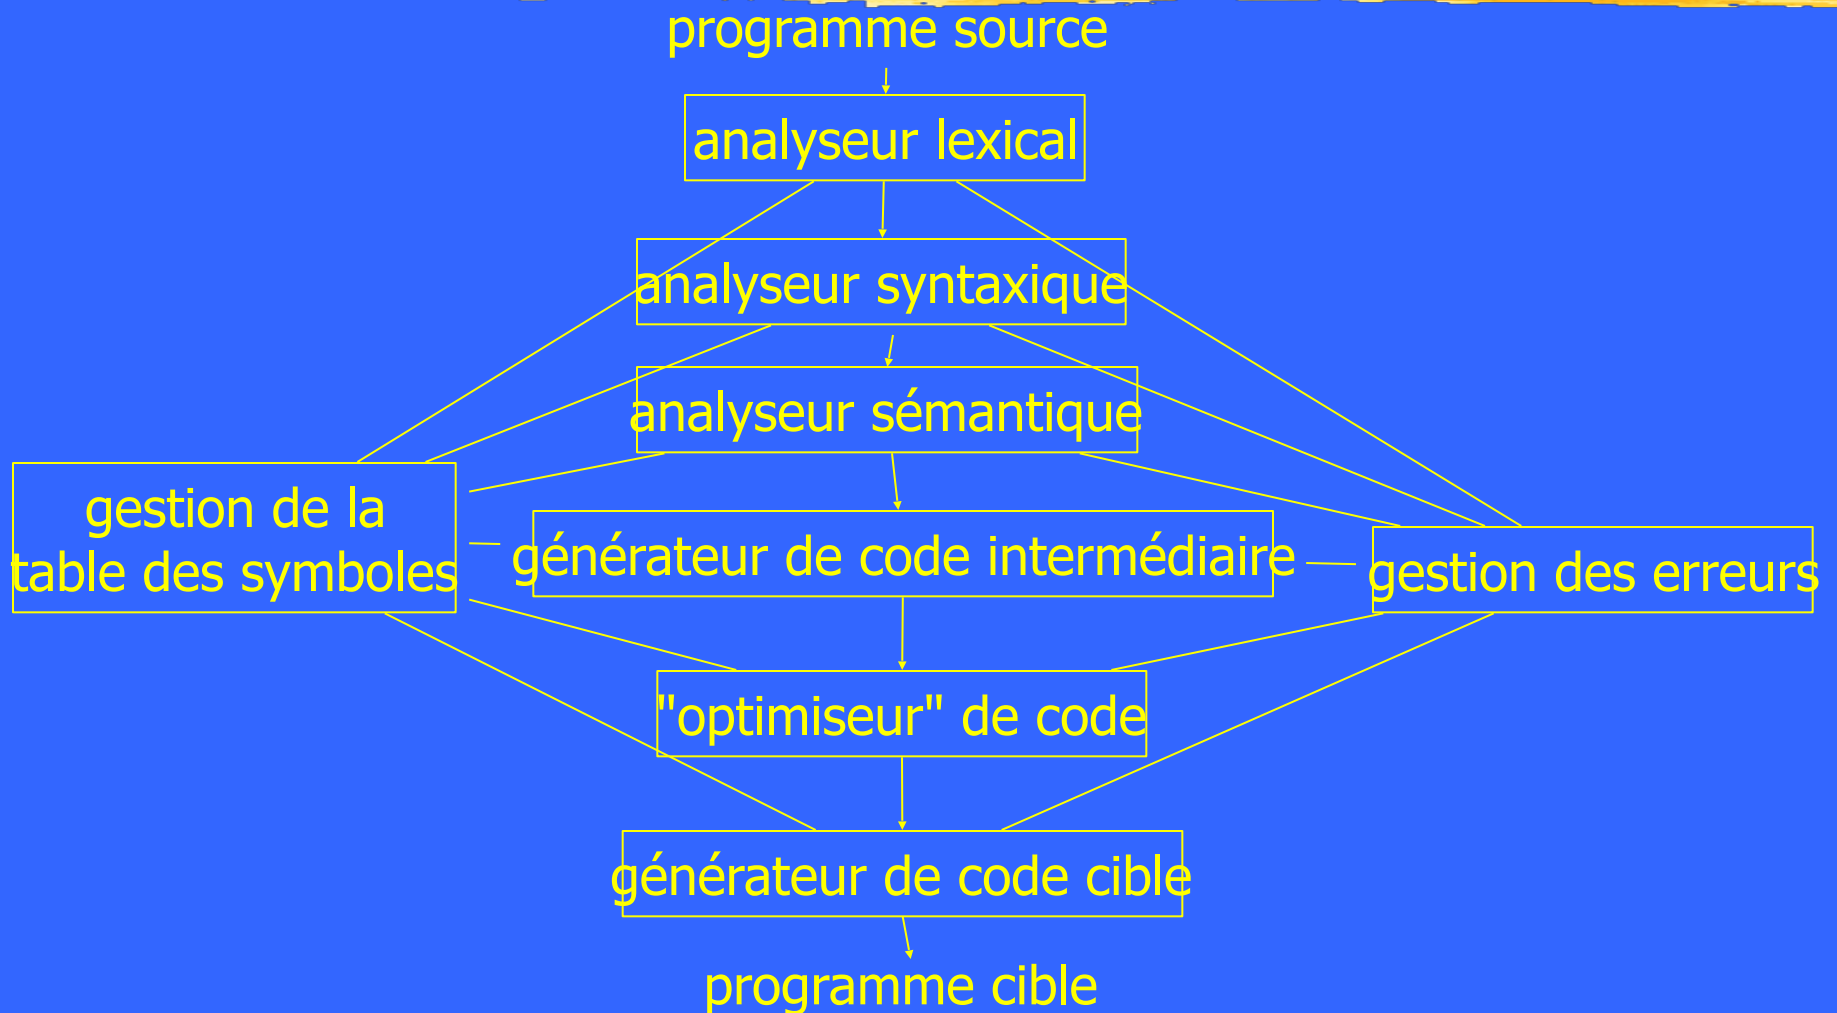 programme source
analyseur lexical
analyseur syntaxique
analyseur sémantique
gestion de la
table des symboles
générateur de code intermédiaire
gestion des erreurs
"optimiseur" de code
générateur de code cible
programme cible